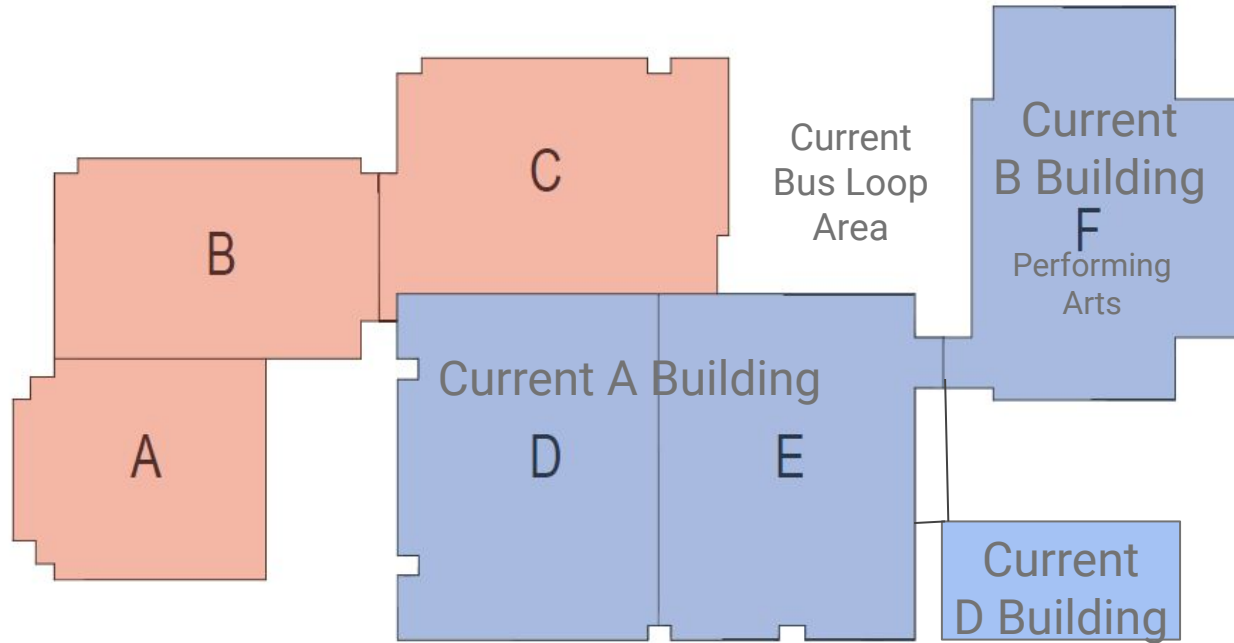 C
Current
Bus Loop
Area
Current
B Building
F
Performing
Arts
B
Current A Building
A
D
E
Current
D Building